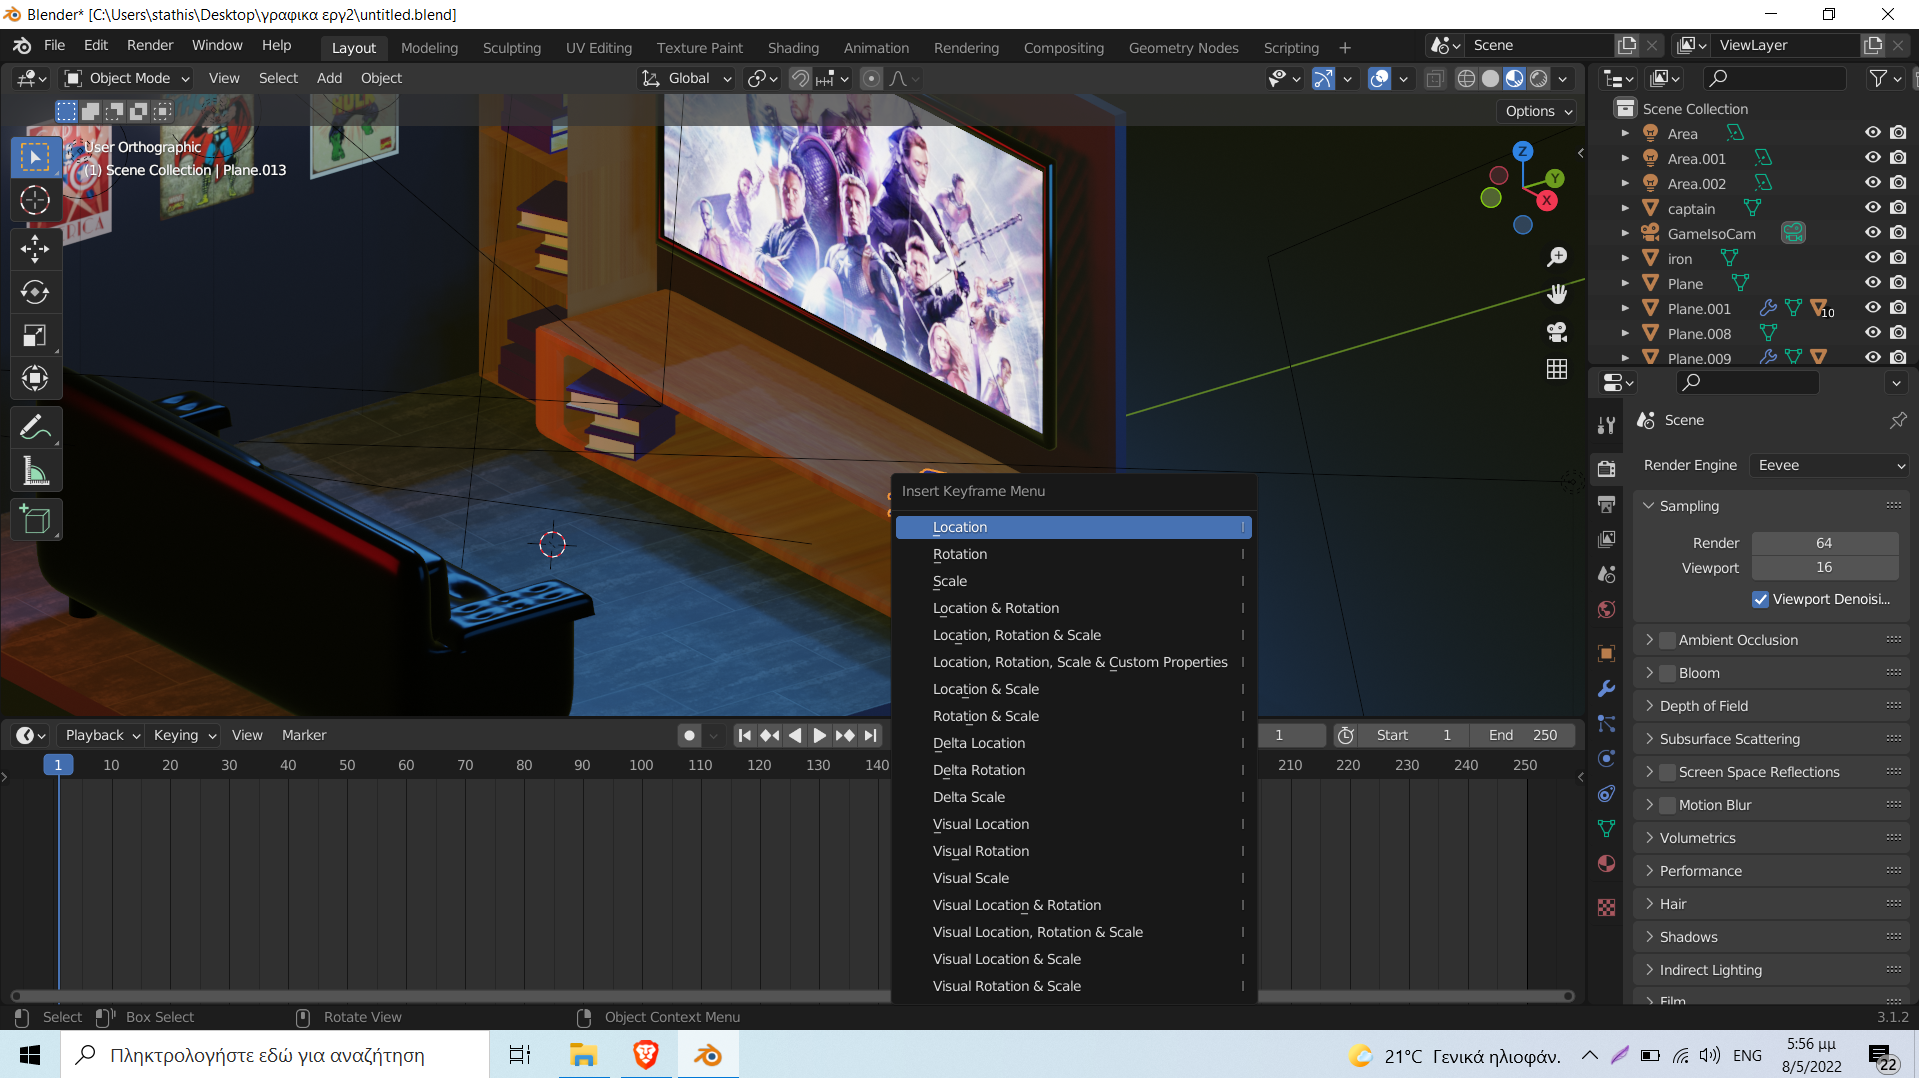 Blender* [C:\Users\stathis\Desktop\γραφικα εργ2\untitled.blend]
File Edit Render Window Help
Layout Modeling Sculpting UV Editing Texture Paint Shading Animation Rendering Compositing Geometry Nodes Scripting +
Scene
ViewLayer
Object Mode View Select Add Object
Global
Options
User Orthographic
(1) Scene Collection | Plane.013
RICA
HULK
Z
Y
X
Scene Collection
Area
Area.001
Area.002
captain
GameIsoCam
iron
Plane
Plane.001 10
Plane.008
Plane.009
Scene
Render Engine Eevee
Sampling
Render 64
Viewport 16
Viewport Denoisi...
Ambient Occlusion
Bloom
Depth of Field
Subsurface Scattering
Screen Space Reflections
Motion Blur
Volumetrics
Performance
Hair
Shadows
Indirect Lighting
Film
Insert Keyframe Menu
Location I
Rotation I
Scale I
Location & Rotation I
Location, Rotation & Scale I
Location, Rotation, Scale & Custom Properties I
Location & Scale I
Rotation & Scale I
Delta Location I
Delta Rotation I
Delta Scale I
Visual Location I
Visual Rotation I
Visual Scale I
Visual Location & Rotation I
Visual Location, Rotation & Scale I
Visual Location & Scale I
Visual Rotation & Scale I
Playback Keying View Marker
1 Start 1 End 250
1 10 20 30 40 50 60 70 80 90 100 110 120 130 140 210 220 230 240 250
Select Box Select Rotate View Object Context Menu 3.1.2
Πληκτρολογήστε εδώ για αναζήτηση
21°C Γενικά ηλιοφάν.
ENG
5:56 μμ
8/5/2022
22